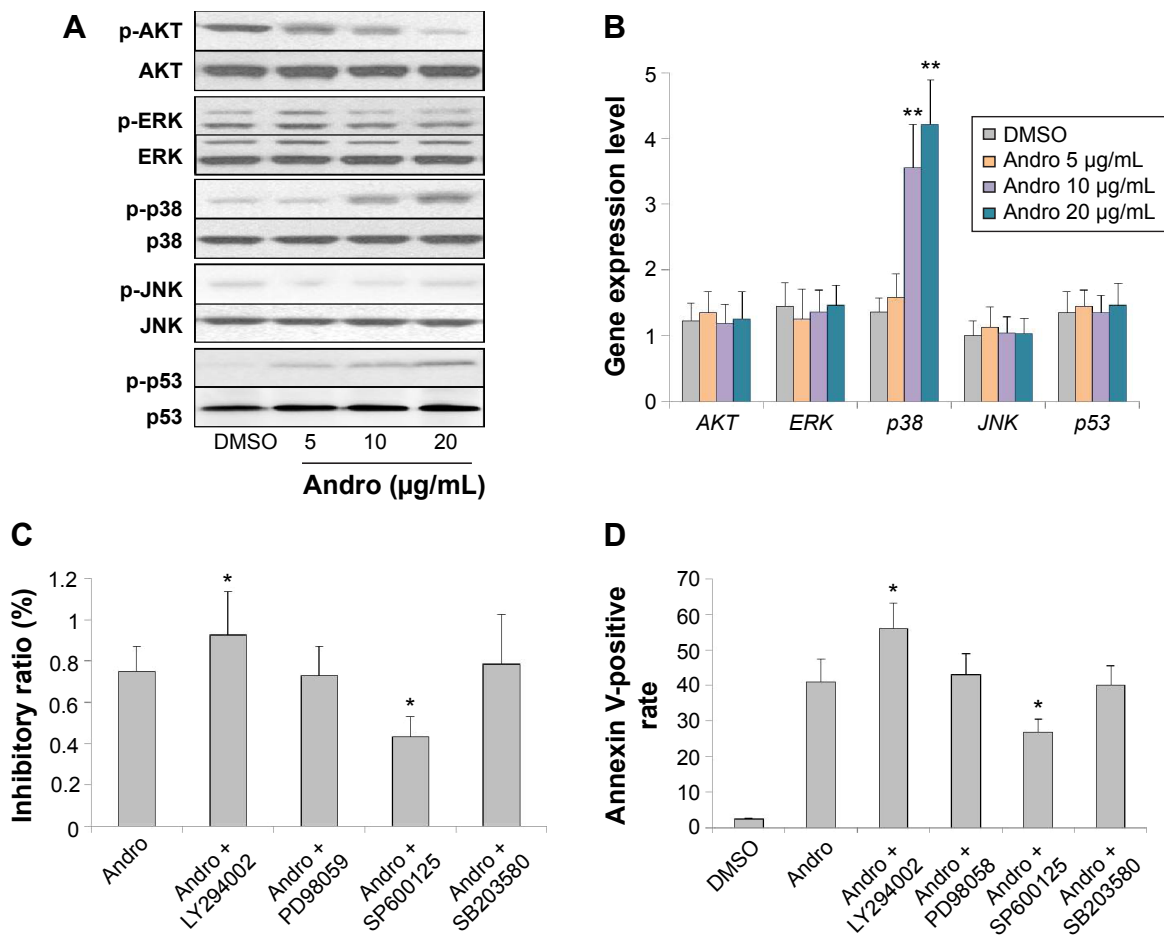 A
p-AKT
AKT
p-ERK
ERK
p-p38
p38
p-JNK
JNK
p-p53
p53
DMSO 5 10 20
Andro (µg/mL)
B
Gene expression level
5
4
3
2
1
0
** **
AKT ERK p38 JNK p53
DMSO
Andro 5 µg/mL
Andro 10 µg/mL
Andro 20 µg/mL
C
Inhibitory ratio (%)
1.2
1
0.8
0.6
0.4
0.2
0
*
*
Andro
Andro +
LY294002
Andro +
PD98059
Andro +
SP600125
Andro +
SB203580
D
Annexin V-positive
rate
70
60
50
40
30
20
10
0
*
*
DMSO
Andro
Andro +
LY294002
Andro +
PD98058
Andro +
SP600125
Andro +
SB203580